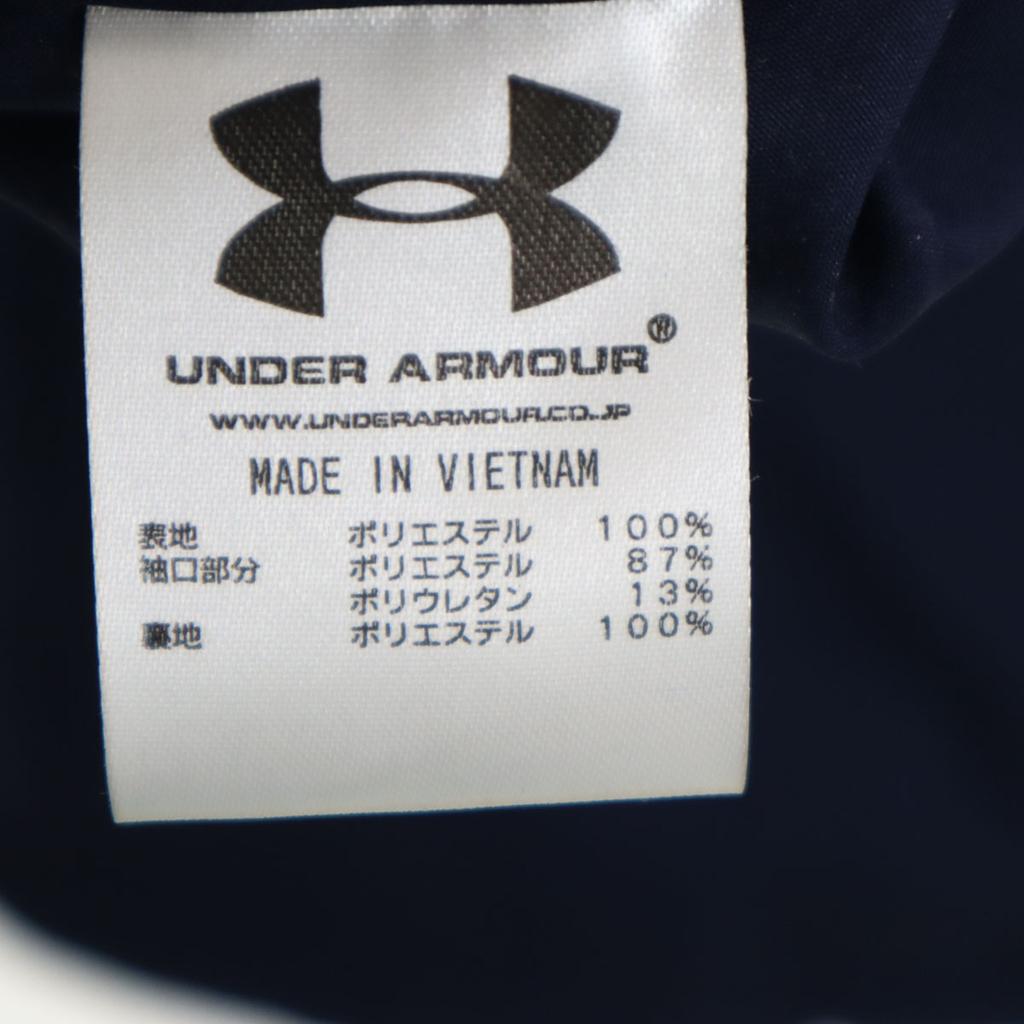 UNDER ARMOUR®
WWW.UNDERARMOUR.CO.JP
MADE IN VIETNAM
表地 ポリエステル 100%
袖口部分 ポリエステル 87%
ポリウレタン 13%
裏地 ポリエステル 100%